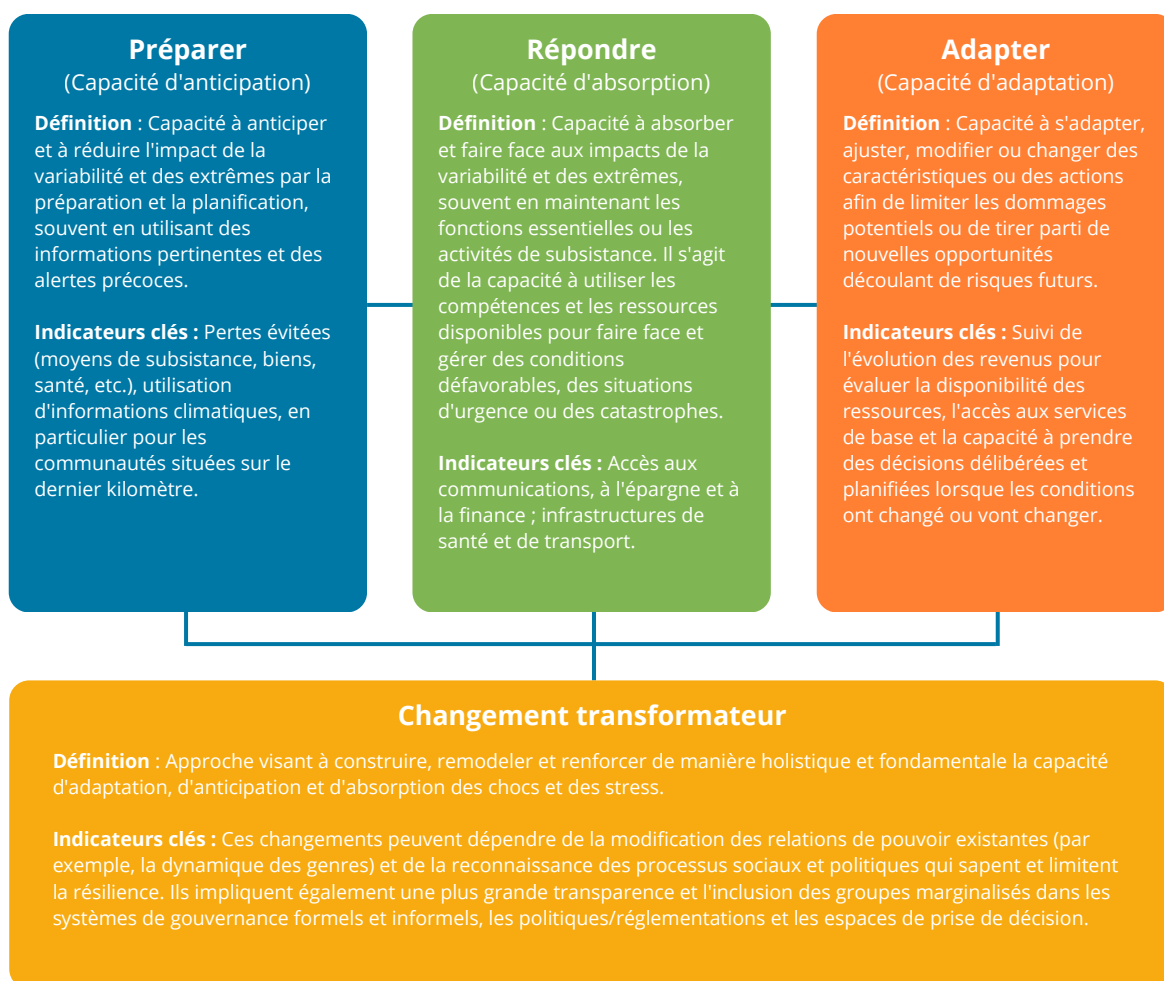 Préparer
(Capacité d'anticipation)
Définition : Capacité à anticiper
et à réduire l'impact de la
variabilité et des extrêmes par la
préparation et la planification,
souvent en utilisant des
informations pertinentes et des
alertes précoces.
Indicateurs clés : Pertes évitées
(moyens de subsistance, biens,
santé, etc.), utilisation
d'informations climatiques, en
particulier pour les
communautés situées sur le
dernier kilomètre.
Répondre
(Capacité d'absorption)
Définition : Capacité à absorber
et faire face aux impacts de la
variabilité et des extrêmes,
souvent en maintenant les
fonctions essentielles ou les
activités de subsistance. Il s'agit
de la capacité à utiliser les
compétences et les ressources
disponibles pour faire face et
gérer des conditions
défavorables, des situations
d'urgence ou des catastrophes.
Indicateurs clés : Accès aux
communications, à l'épargne et à
la finance ; infrastructures de
santé et de transport.
Adapter
(Capacité d'adaptation)
Définition : Capacité à s'adapter,
ajuster, modifier ou changer des
caractéristiques ou des actions
afin de limiter les dommages
potentiels ou de tirer parti de
nouvelles opportunités
découlant de risques futurs.
Indicateurs clés : Suivi de
l'évolution des revenus pour
évaluer la disponibilité des
ressources, l'accès aux services
de base et la capacité à prendre
des décisions délibérées et
planifiées lorsque les conditions
ont changé ou vont changer.
Changement transformateur
Définition : Approche visant à construire, remodeler et renforcer de manière holistique et fondamentale la capacité
d'adaptation, d'anticipation et d'absorption des chocs et des stress.
Indicateurs clés : Ces changements peuvent dépendre de la modification des relations de pouvoir existantes (par
exemple, la dynamique des genres) et de la reconnaissance des processus sociaux et politiques qui sapent et limitent
la résilience. Ils impliquent également une plus grande transparence et l'inclusion des groupes marginalisés dans les
systèmes de gouvernance formels et informels, les politiques/réglementations et les espaces de prise de décision.